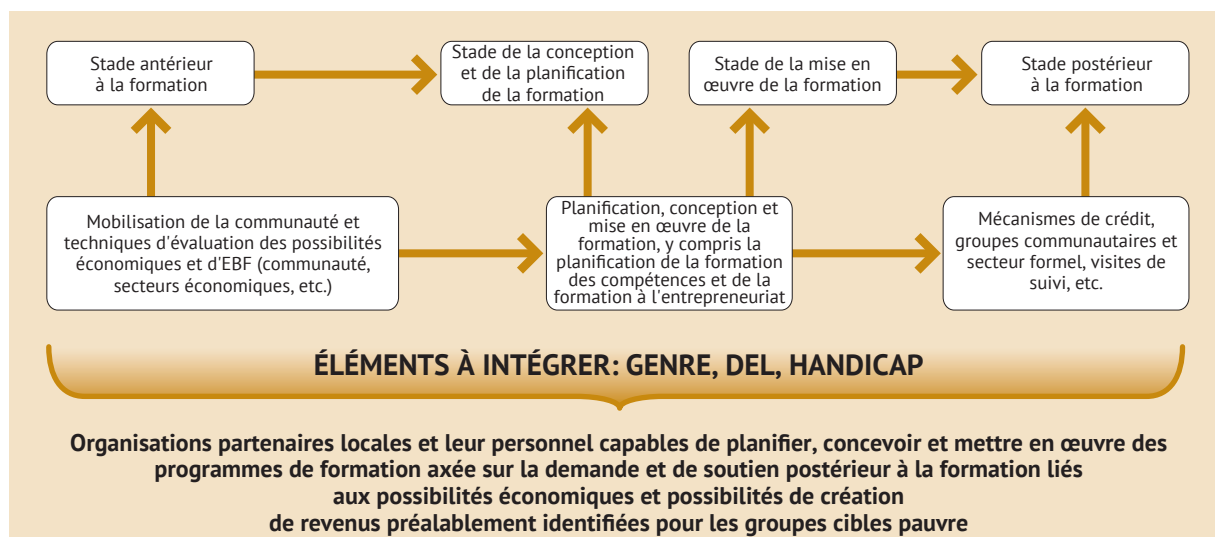 Stade antérieur
à la formation
Stade de la conception
et de la planification
de la formation
Stade de la mise en
œuvre de la formation
Stade postérieur
à la formation
Mobilisation de la communauté et
techniques d'évaluation des possibilités
économiques et d'EBF (communauté,
secteurs économiques, etc.)
Planification, conception et
mise en œuvre de la
formation, y compris la
planification de la formation
des compétences et de la
formation à l'entrepreneuriat
Mécanismes de crédit,
groupes communautaires et
secteur formel, visites de
suivi, etc.
ÉLÉMENTS À INTÉGRER: GENRE, DEL, HANDICAP
Organisations partenaires locales et leur personnel capables de planifier, concevoir et mettre en œuvre des
programmes de formation axée sur la demande et de soutien postérieur à la formation liés
aux possibilités économiques et possibilités de création
de revenus préalablement identifiées pour les groupes cibles pauvre